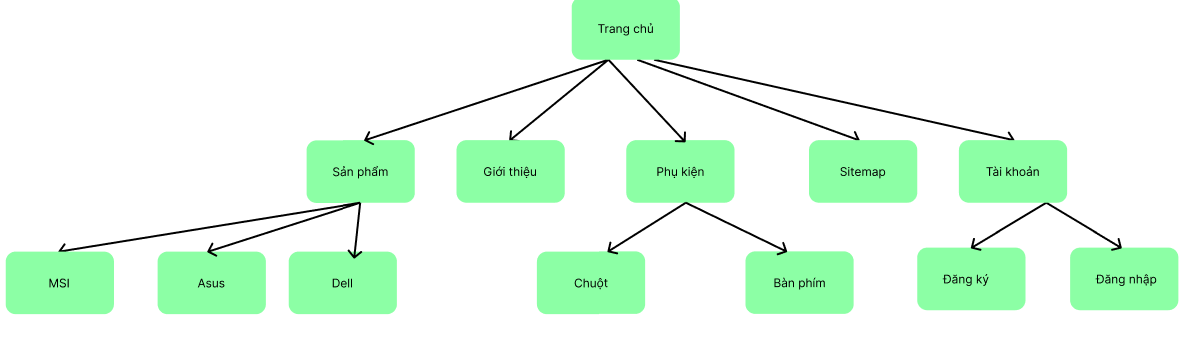 Trang chủ
Sản phẩm
Giới thiệu
Phụ kiện
Sitemap
Tài khoản
MSI
Asus
Dell
Chuột
Bàn phím
Đăng ký
Đăng nhập